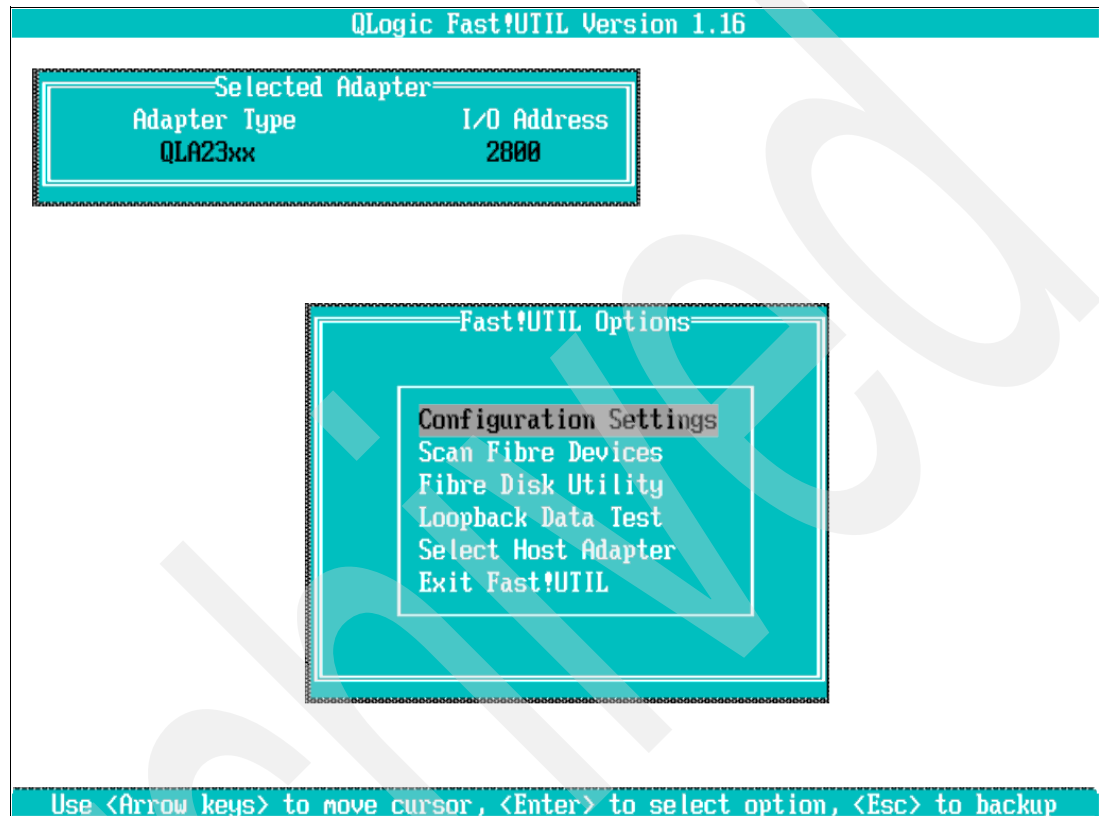 QLogic Fast!UTIL Version 1.16
Selected Adapter
Adapter Type I/O Address
QLA23xx 2800
Fast!UTIL Options
Configuration Settings
Scan Fibre Devices
Fibre Disk Utility
Loopback Data Test
Select Host Adapter
Exit Fast!UTIL
Use <Arrow keys> to move cursor, <Enter> to select option, <Esc> to backup